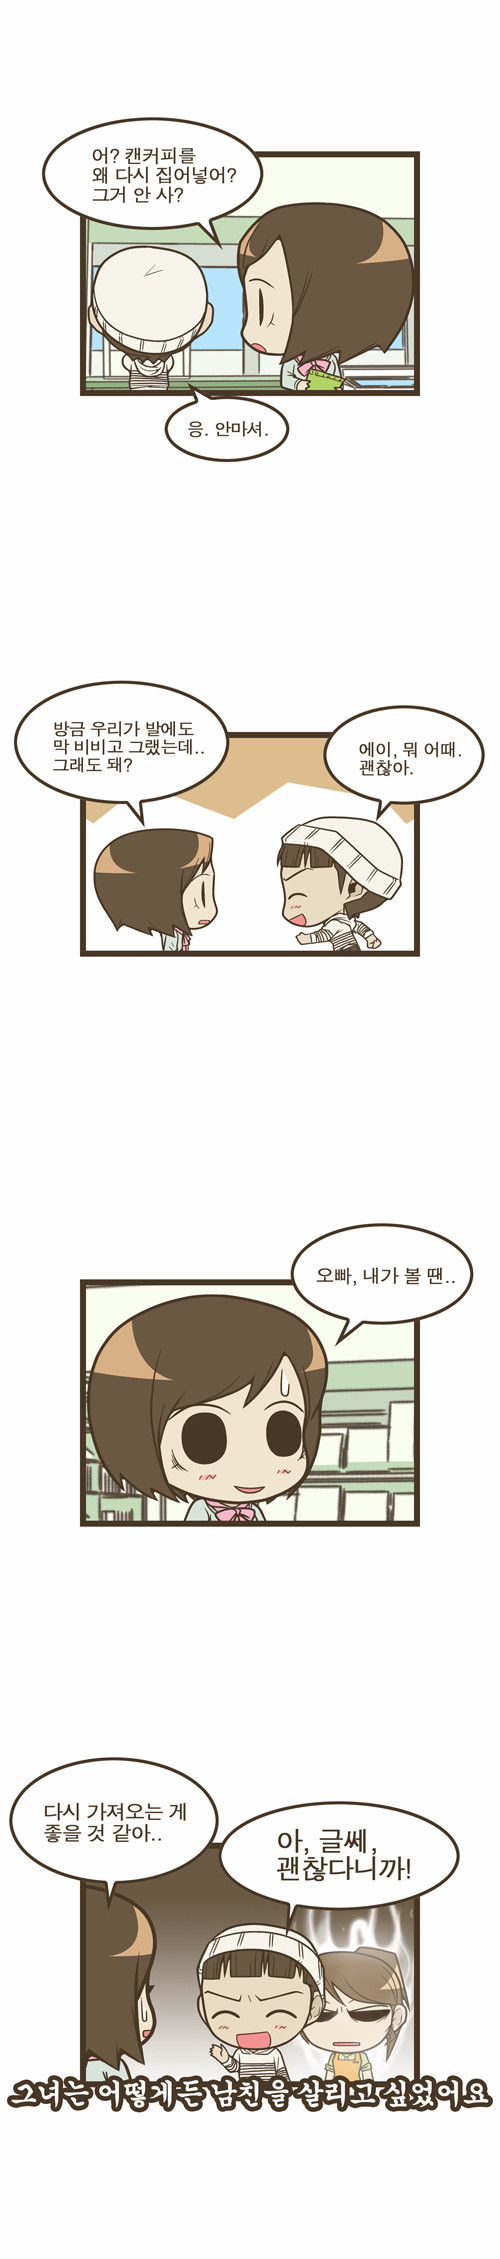 어? 캔커피를
왜 다시 집어넣어?
그거 안 사?
응. 안마셔.
방금 우리가 발에도
막 비비고 그랬는데..
그래도 돼?
에이, 뭐 어때.
괜찮아.
오빠, 내가 볼 땐..
다시 가져오는 게
좋을 것 같아..
아, 글쎄,
괜찮다니까!
그녀는 어떻게든 남친을 살리고 싶었어요